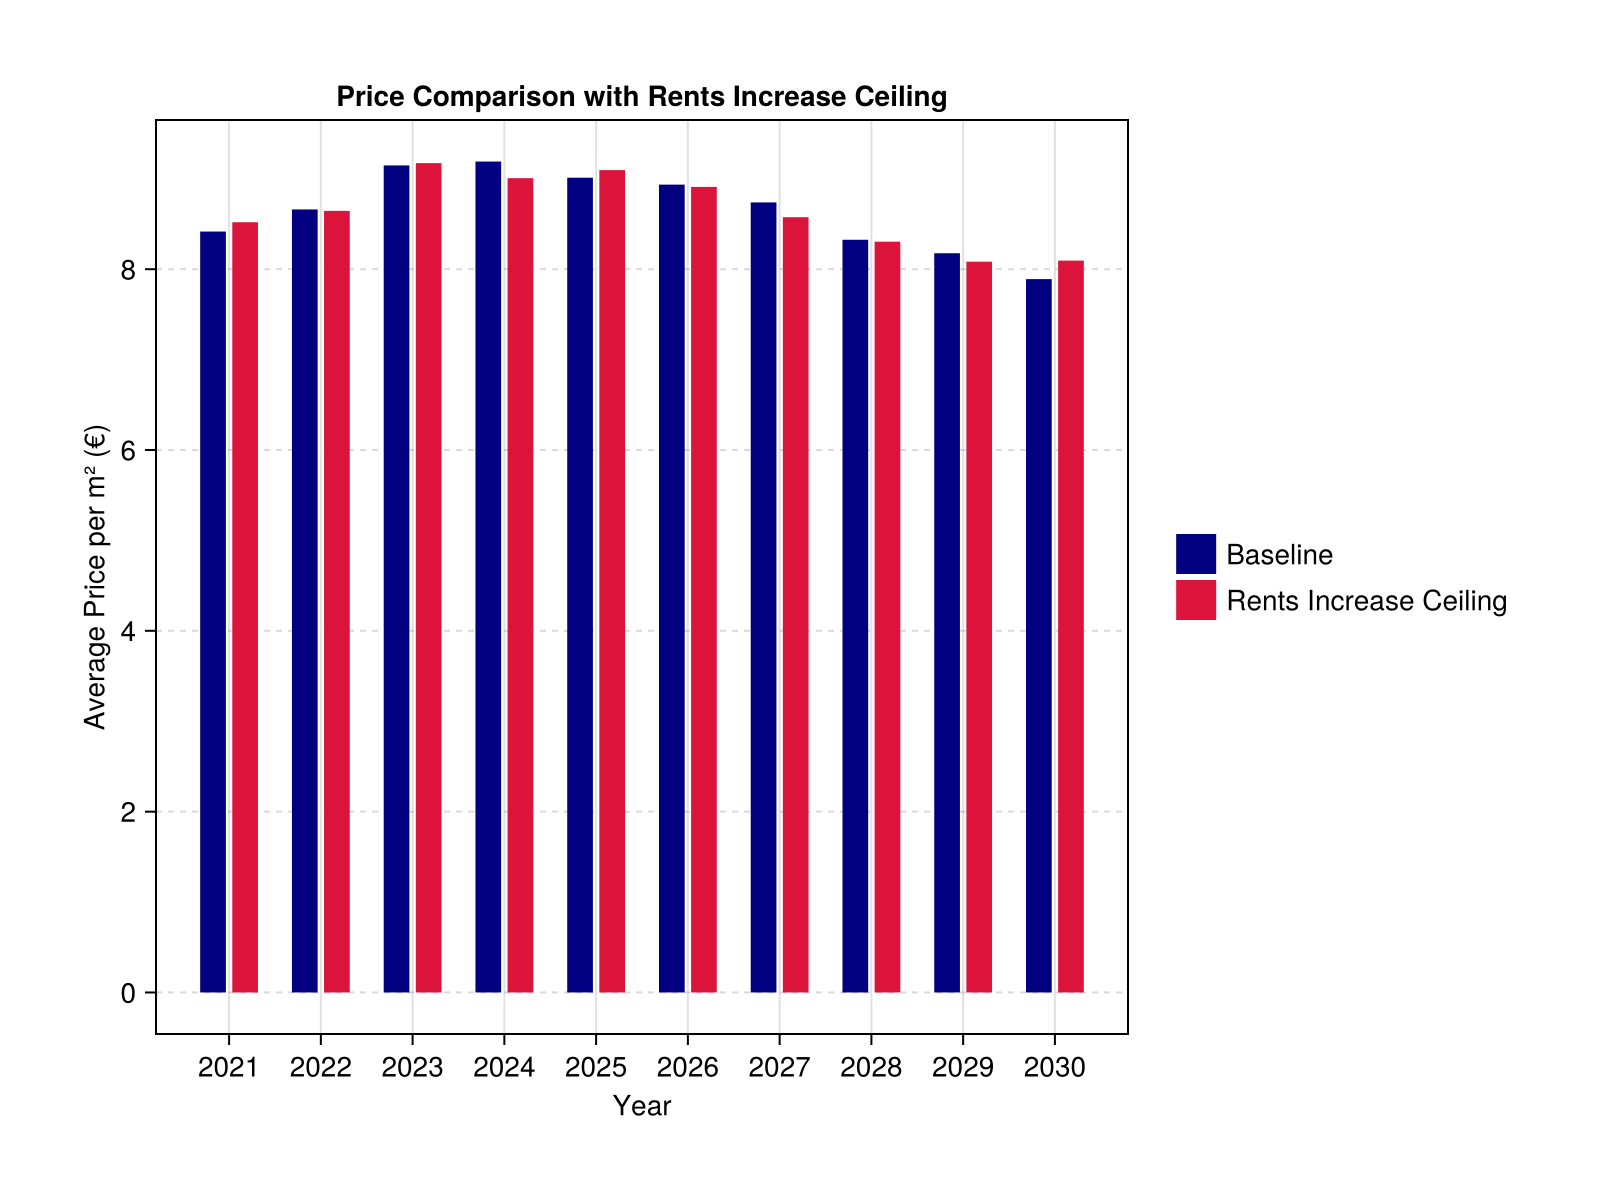 Price Comparison with Rents Increase Ceiling
Average Price per m² (€)
8
6
4
2
0
2021 2022 2023 2024 2025 2026 2027 2028 2029 2030
Year
Baseline
Rents Increase Ceiling